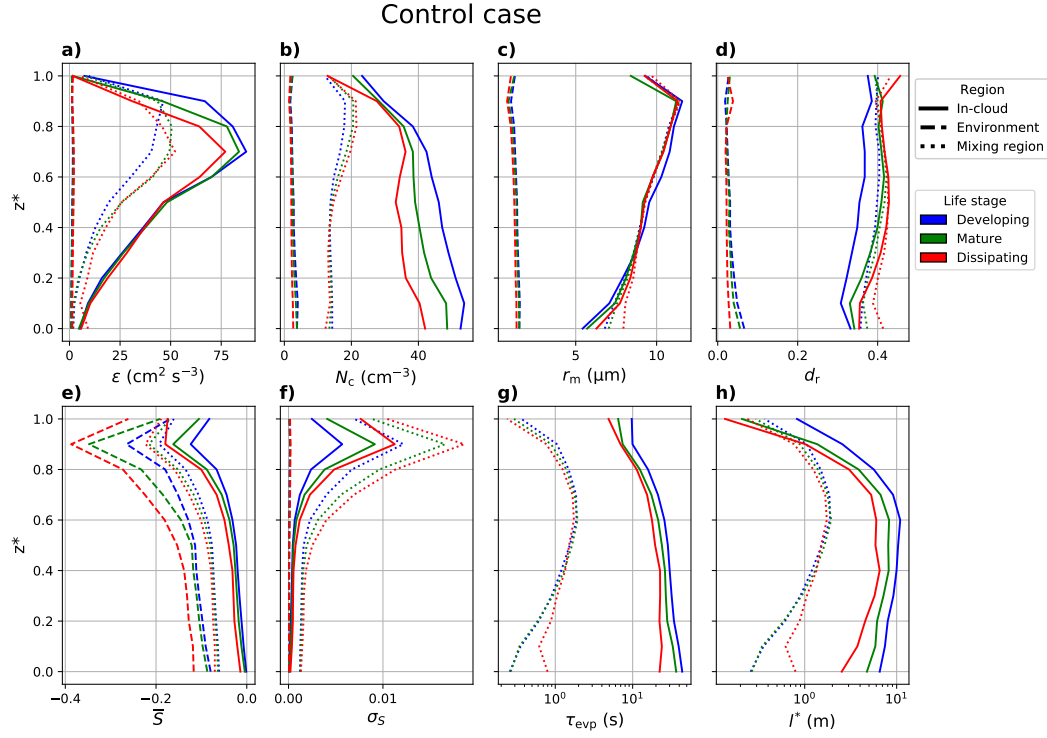 Control case
a) b) c) d)
1.0
0.8
0.6
0.4
0.2
0.0
z*
0 25 50 75
ε (cm² s⁻³)
0 20 40
N_c (cm⁻³)
5 10
r_m (μm)
0.0 0.2 0.4
d_r
Region
In-cloud
Environment
Mixing region
Life stage
Developing
Mature
Dissipating
e) f) g) h)
1.0
0.8
0.6
0.4
0.2
0.0
z*
−0.4 −0.2 0.0
S̅
0.00 0.01
σ_S
10⁰ 10¹
τ_evp (s)
10⁰ 10¹
l* (m)